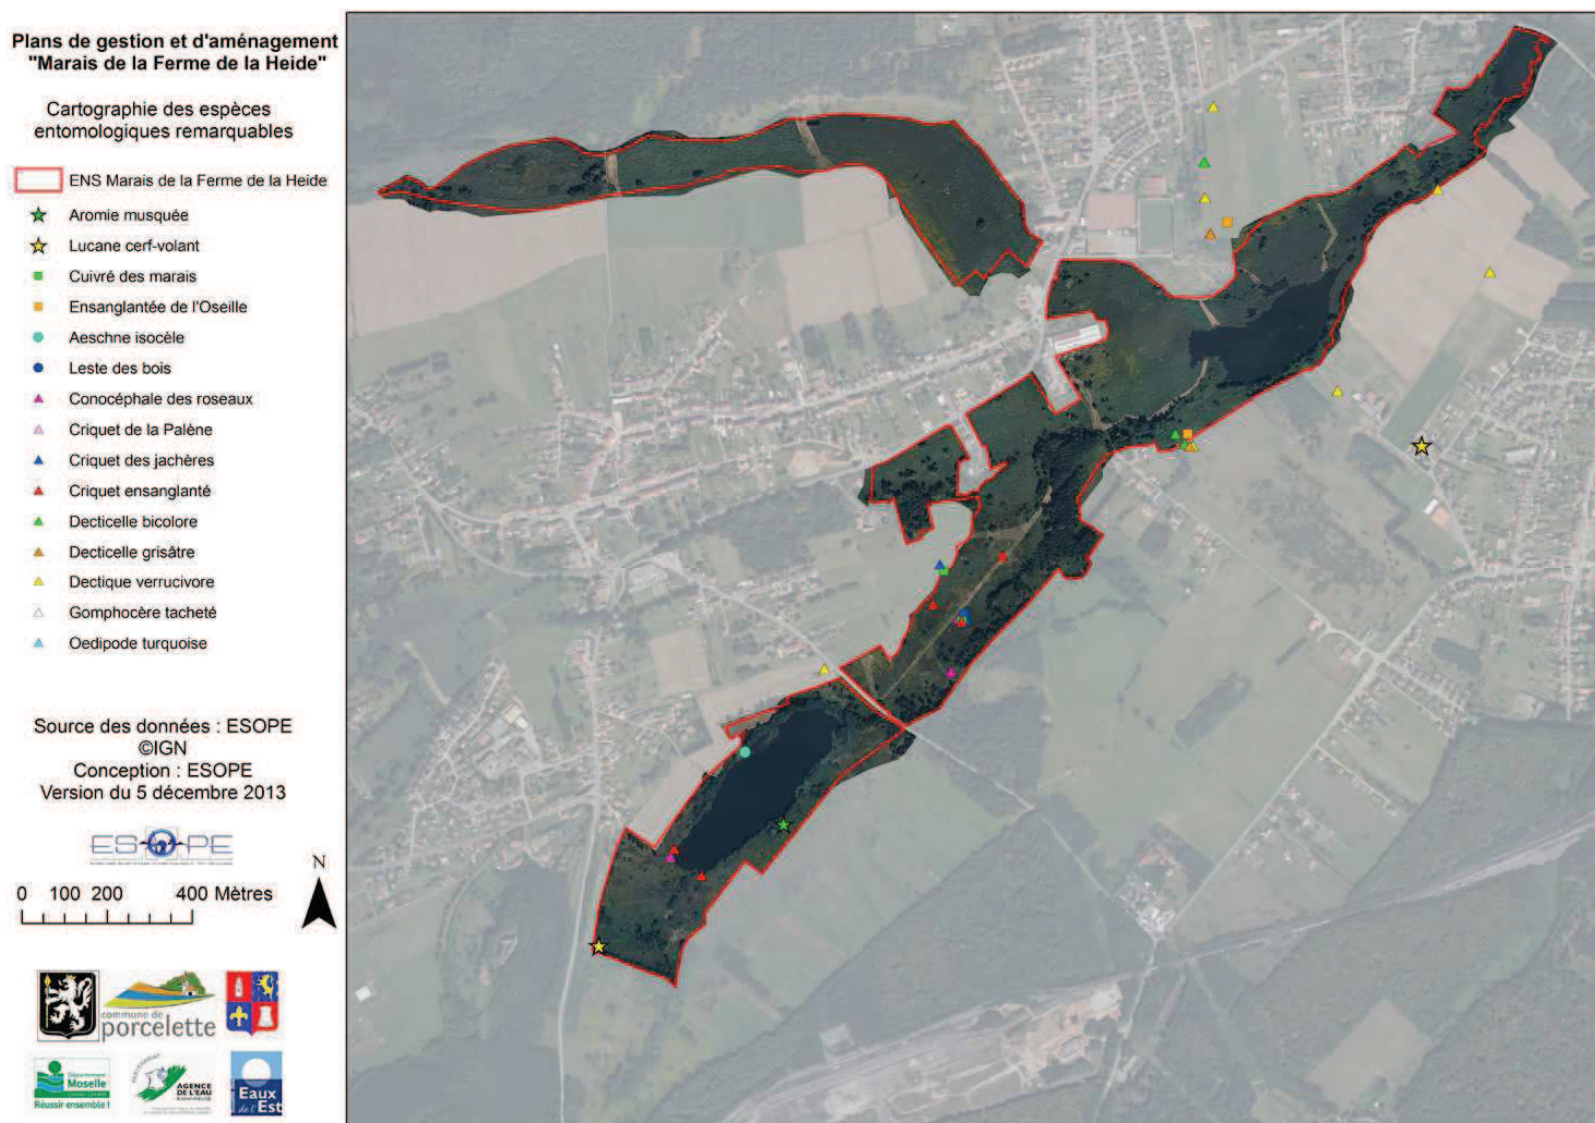 Plans de gestion et d'aménagement
"Marais de la Ferme de la Heide"
Cartographie des espèces
entomologiques remarquables
ENS Marais de la Ferme de la Heide
Aromie musquée
Lucane cerf-volant
Cuivré des marais
Ensanglantée de l'Oseille
Aeschne isocèle
Leste des bois
Conocéphale des roseaux
Criquet de la Palène
Criquet des jachères
Criquet ensanglanté
Decticelle bicolore
Decticelle grisâtre
Dectique verrucivore
Gomphocère tacheté
Oedipode turquoise
Source des données : ESOPE
©IGN
Conception : ESOPE
Version du 5 décembre 2013
ESOPE
N
0 100 200 400 Mètres
commune de
porcelette
Département
Moselle
Réussir ensemble !
PARTENARIAT
AGENCE
DE L'EAU
Eaux
de l'Est